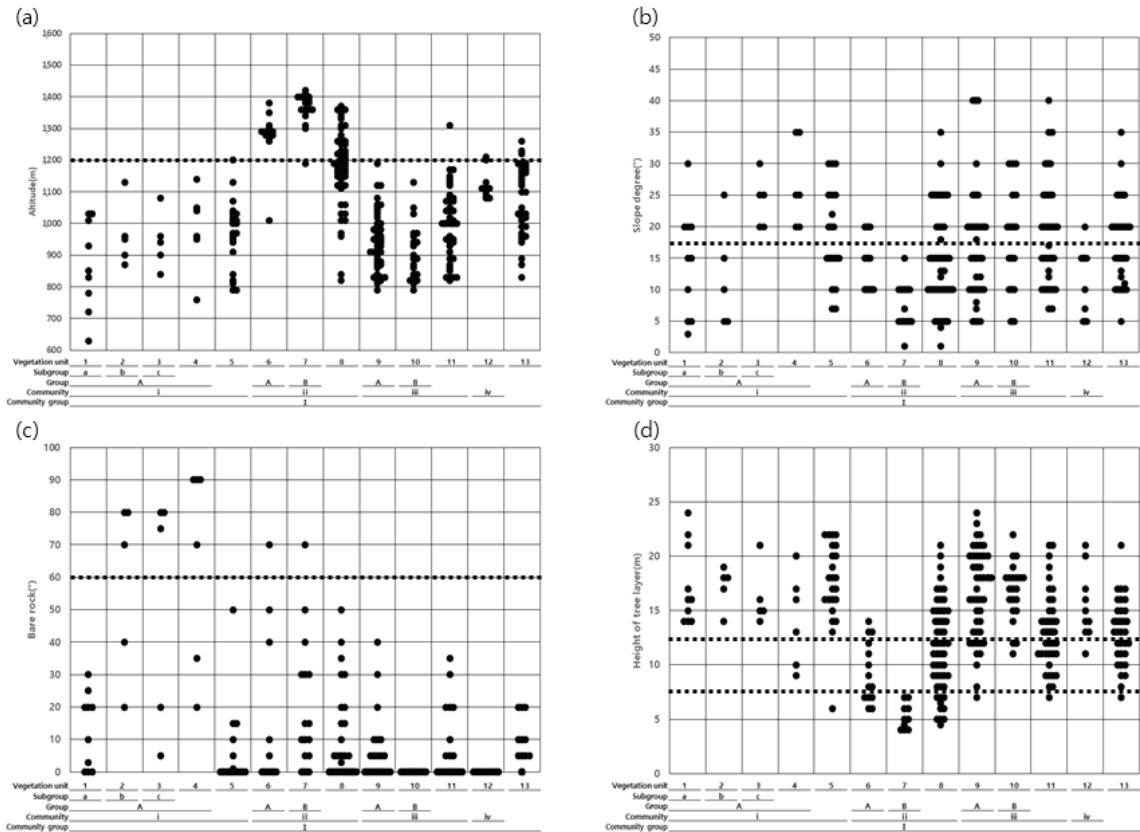 (a)
1600
1500
1400
1300
1200
1100
1000
900
800
700
600
Altitude(m)
Vegetation unit 1 2 3 4 5 6 7 8 9 10 11 12 13
Subgroup a b c
Group A A B A B
Community i ii iii iv
Community group I
(b)
50
45
40
35
30
25
20
15
10
5
0
Slope degree(°)
Vegetation unit 1 2 3 4 5 6 7 8 9 10 11 12 13
Subgroup a b c
Group A A B A B
Community i ii iii iv
Community group I
(c)
100
90
80
70
60
50
40
30
20
10
0
Bare rock(°)
Vegetation unit 1 2 3 4 5 6 7 8 9 10 11 12 13
Subgroup a b c
Group A A B A B
Community i ii iii iv
Community group I
(d)
30
25
20
15
10
5
0
Height of tree layer(m)
Vegetation unit 1 2 3 4 5 6 7 8 9 10 11 12 13
Subgroup a b c
Group A A B A B
Community i ii iii iv
Community group I